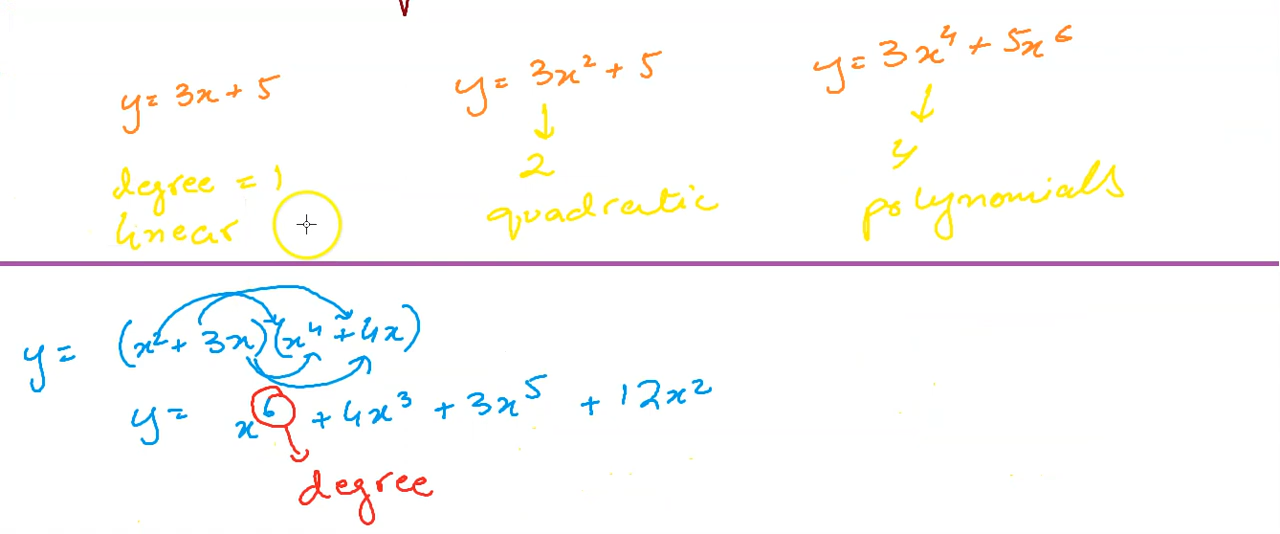 y = 3x + 5
y = 3x² + 5
y = 3x⁴ + 5x⁶
degree = 1
2
4
linear
quadratic
polynomials
y = (x² + 3x)(x⁴ + 4x)
y = x⁶ + 4x³ + 3x⁵ + 12x²
degree